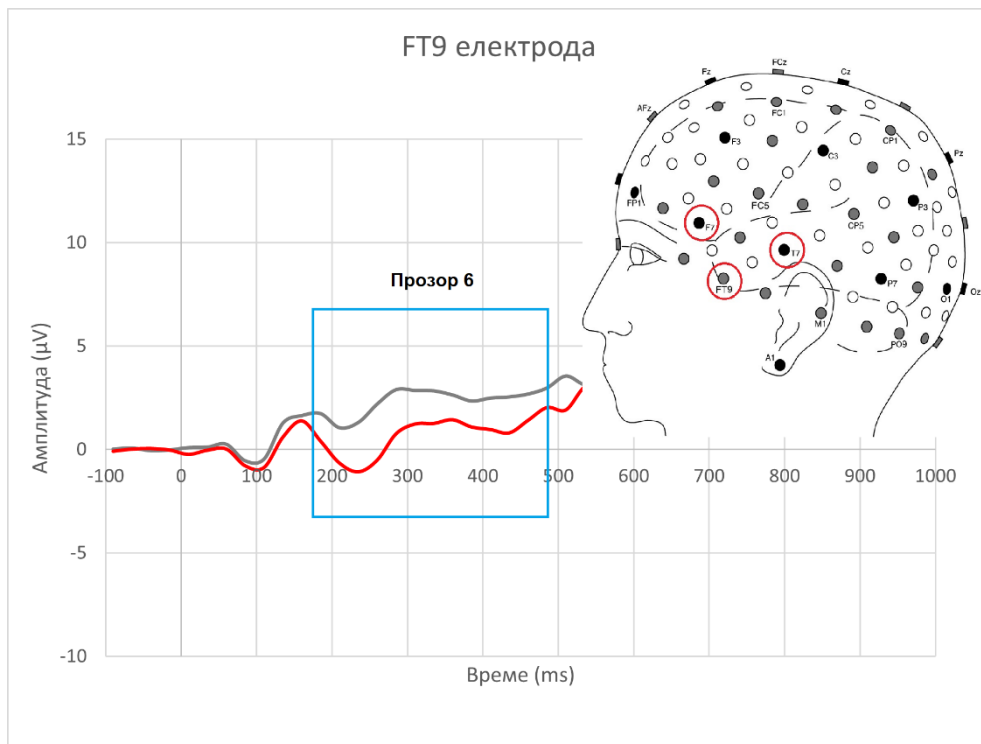 FT9 електрода
FCz
Fz
Cz
AFz
FC1
CP1
F3
C3
Pz
FP1
FC5
P3
F7
CP5
T7
FT9
P7
O1
Oz
M1
PO9
A1
Прозор 6
Амплитуда (µV)
15
10
5
0
-5
-10
-100
0
100
200
300
400
500
600
700
800
900
1000
Време (ms)